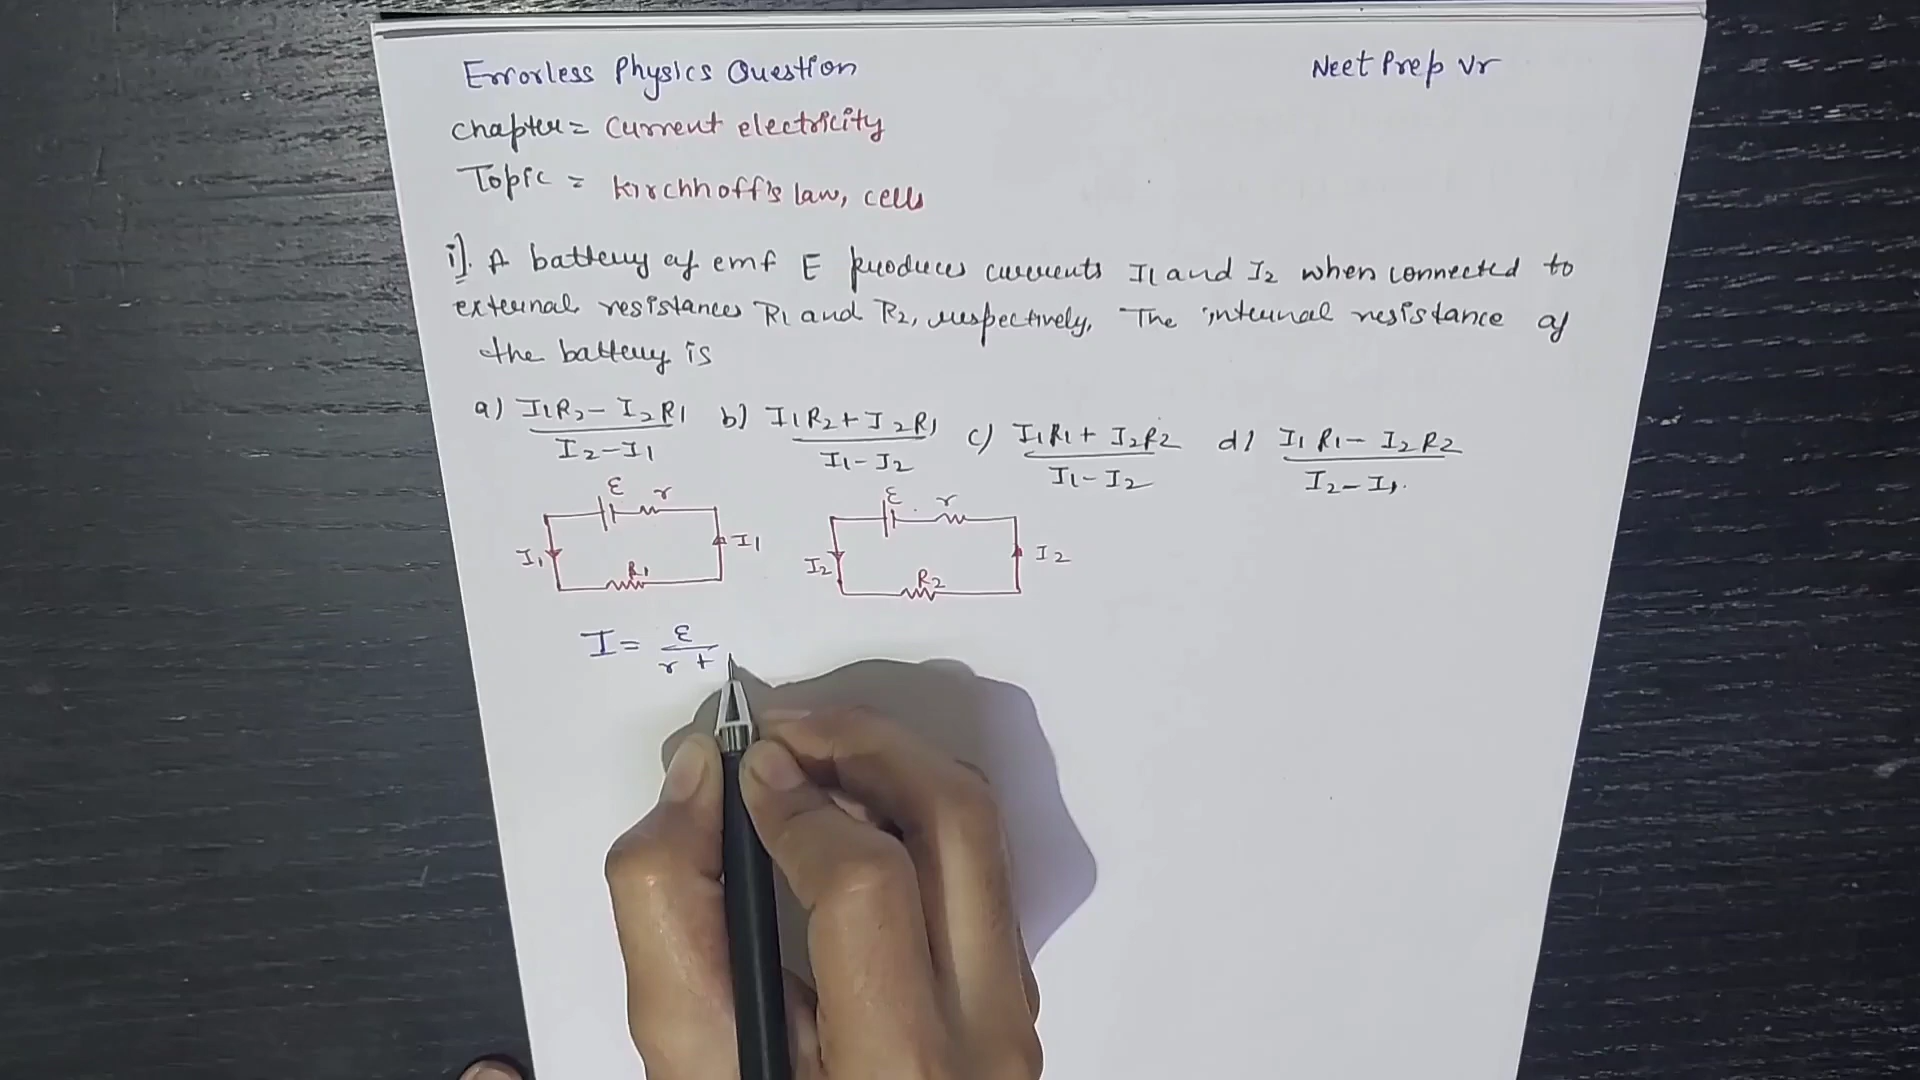 Errorless Physics Question
Neet Prep Vr
Chapter = Current electricity
Topic = Kirchhoff's law, cells
1]. A battery of emf E produces currents I1 and I2 when connected to
external resistances R1 and R2, respectively, The internal resistance of
the battery is
a) I1R2 - I2R1 / I2 - I1 b) I1R2 + I2R1 / I1 - I2 c) I1R1 + I2R2 / I1 - I2 d) I1R1 - I2R2 / I2 - I1.
ε r
I1 I1
R1
ε r
I2 I2
R2
I = ε / r +